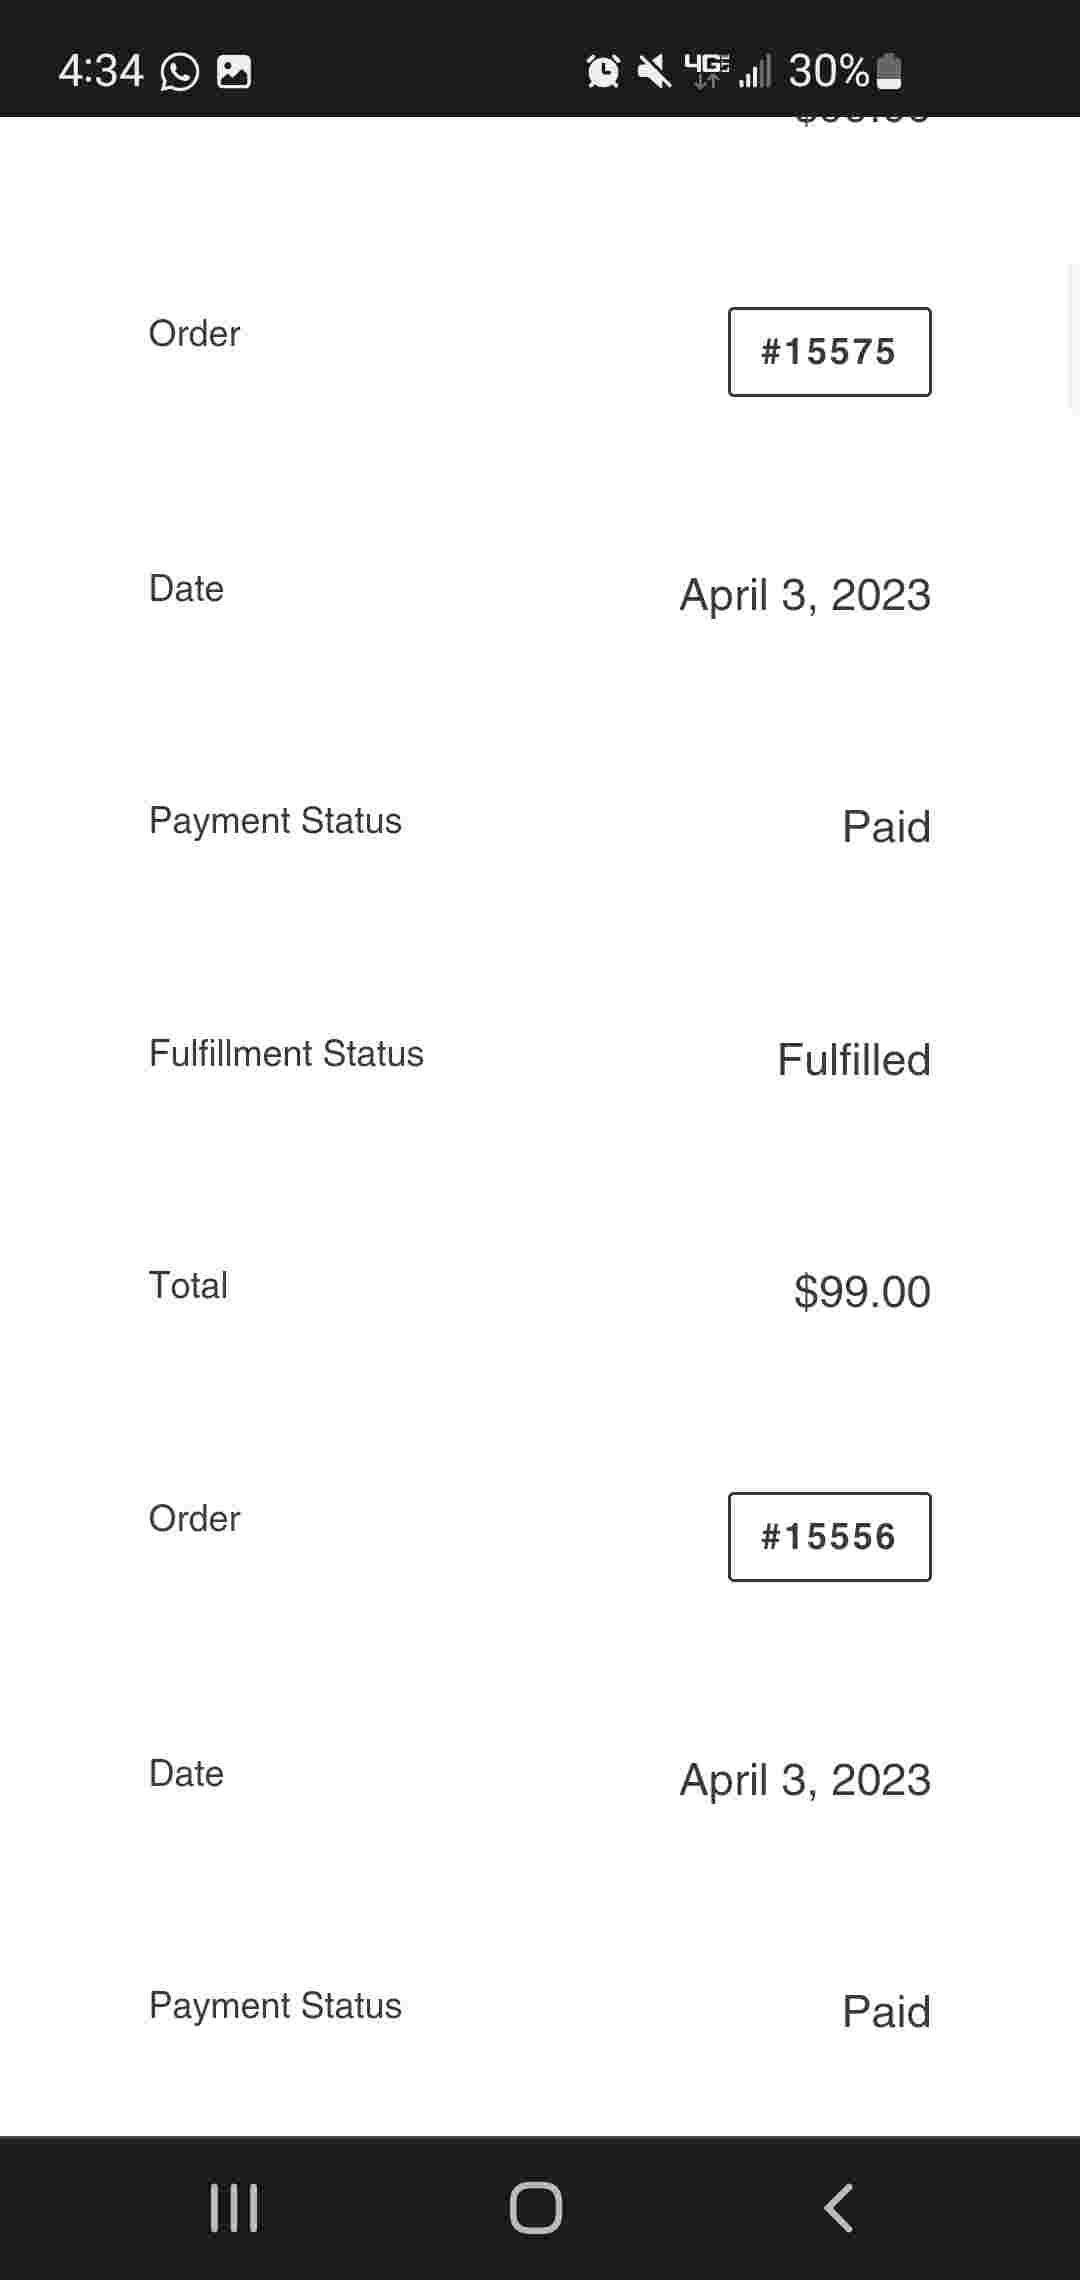 4:34 4G LTE 30%
Order #15575
Date April 3, 2023
Payment Status Paid
Fulfillment Status Fulfilled
Total $99.00
Order #15556
Date April 3, 2023
Payment Status Paid